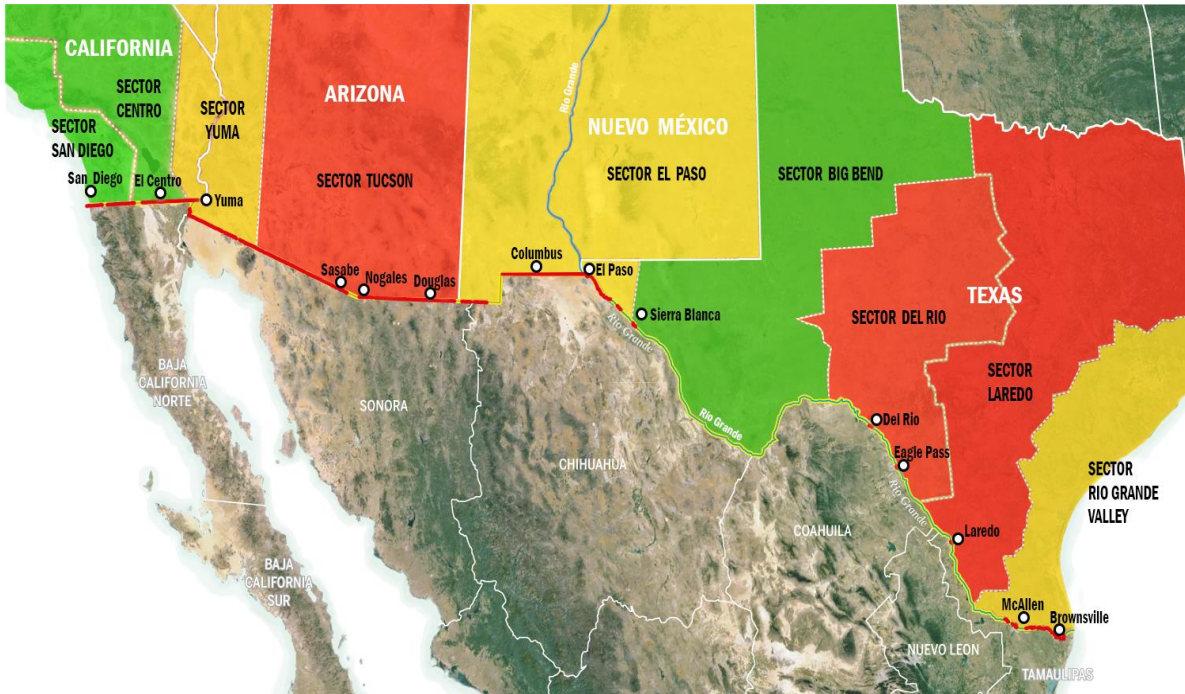 CALIFORNIA
SECTOR
CENTRO
SECTOR
SAN DIEGO
San Diego
El Centro
SECTOR
YUMA
Yuma
ARIZONA
SECTOR TUCSON
Sasabe
Nogales
Douglas
Rio Grande
NUEVO MÉXICO
SECTOR EL PASO
Columbus
El Paso
SECTOR BIG BEND
Sierra Blanca
Rio Grande
Rio Grande
TEXAS
SECTOR DEL RIO
SECTOR
LAREDO
Del Rio
Eagle Pass
Rio Grande
Laredo
SECTOR
RIO GRANDE
VALLEY
McAllen
Brownsville
BAJA
CALIFORNIA
NORTE
SONORA
CHIHUAHUA
COAHUILA
BAJA
CALIFORNIA
SUR
NUEVO LEON
TAMAULIPAS